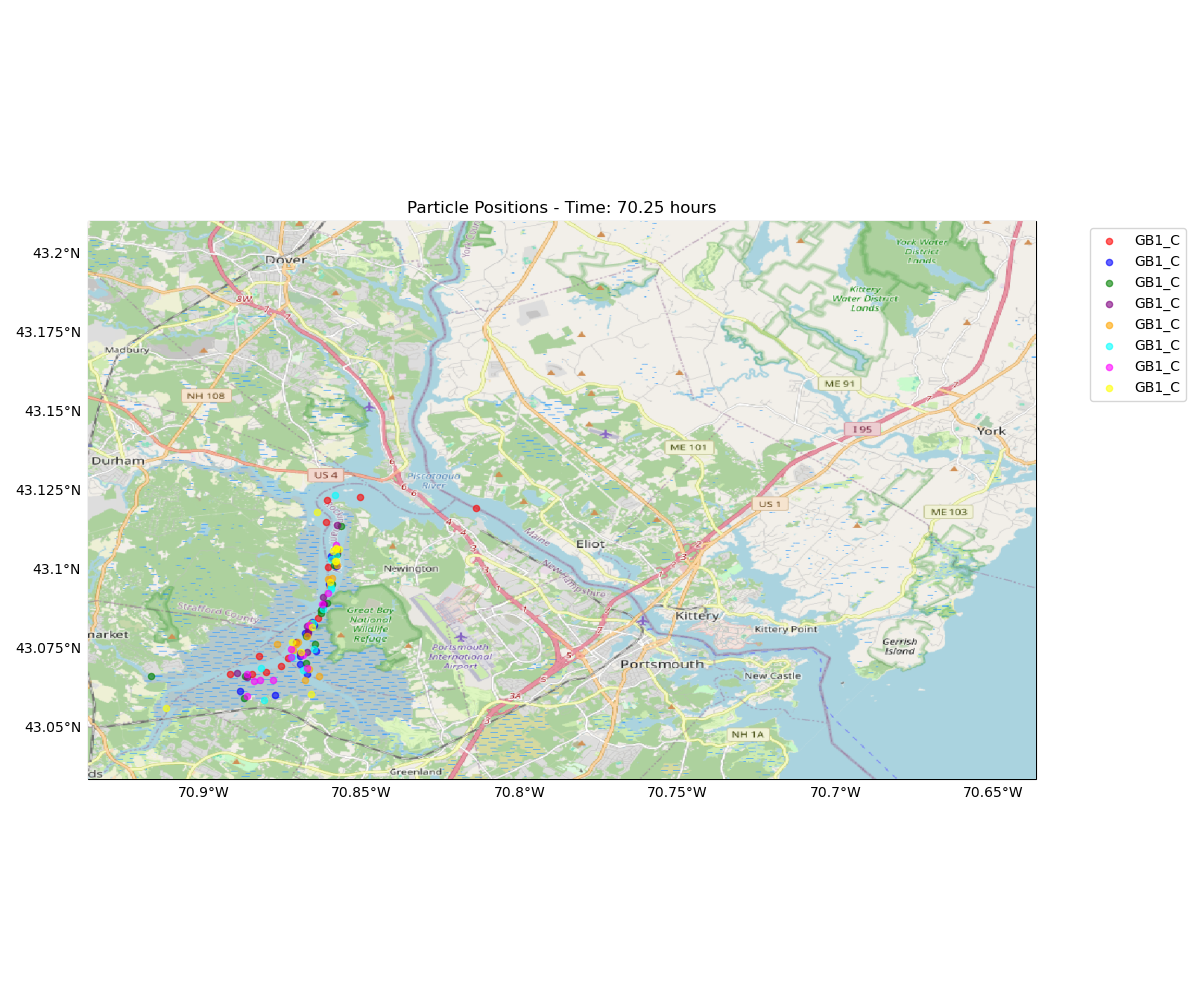 Particle Positions - Time: 70.25 hours
43.2°N
43.175°N
43.15°N
43.125°N
43.1°N
43.075°N
43.05°N
70.9°W
70.85°W
70.8°W
70.75°W
70.7°W
70.65°W
GB1_C
GB1_C
GB1_C
GB1_C
GB1_C
GB1_C
GB1_C
GB1_C
Dover
York Water
District
Lands
Kittery
Water District
Lands
8W
Madbury
NH 108
ME 91
I 95
York
ME 101
Durham
US 4
Piscataqua
River
US 1
ME 103
Maine
New Hampshire
Eliot
Newington
Strafford County
Great Bay
National
Wildlife
Refuge
market
Portsmouth
International
Airport
Kittery
Kittery Point
Gerrish
Island
Portsmouth
New Castle
3A
NH 1A
Greenland
ds